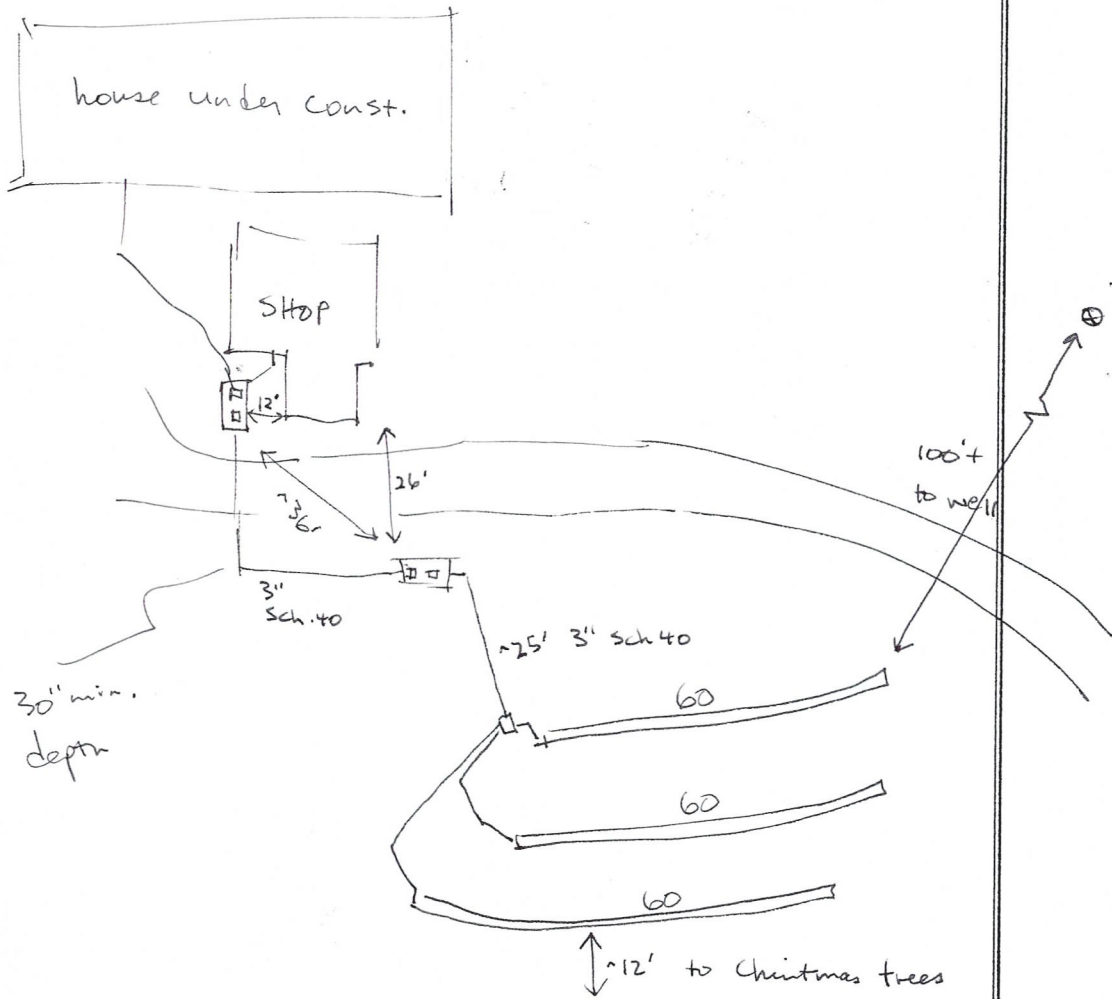 house under const.
SHOP
12'
26'
~36'
100'+
to well
3"
Sch.40
~25' 3" Sch 40
30" min.
depth
60
60
60
~12' to Christmas trees